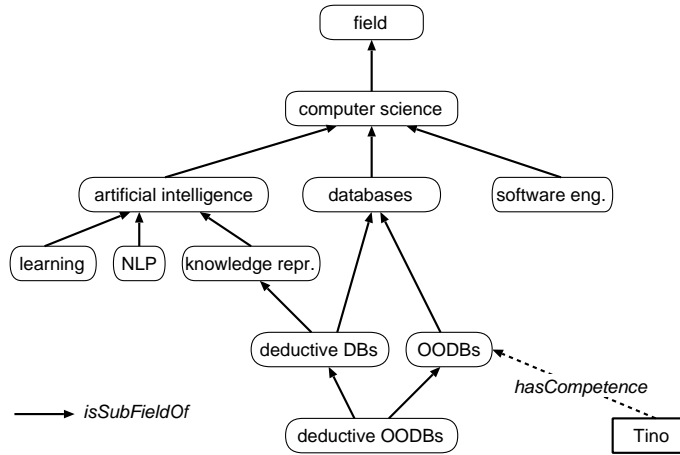 field
computer science
artificial intelligence
databases
software eng.
learning
NLP
knowledge repr.
deductive DBs
OODBs
hasCompetence
isSubFieldOf
deductive OODBs
Tino